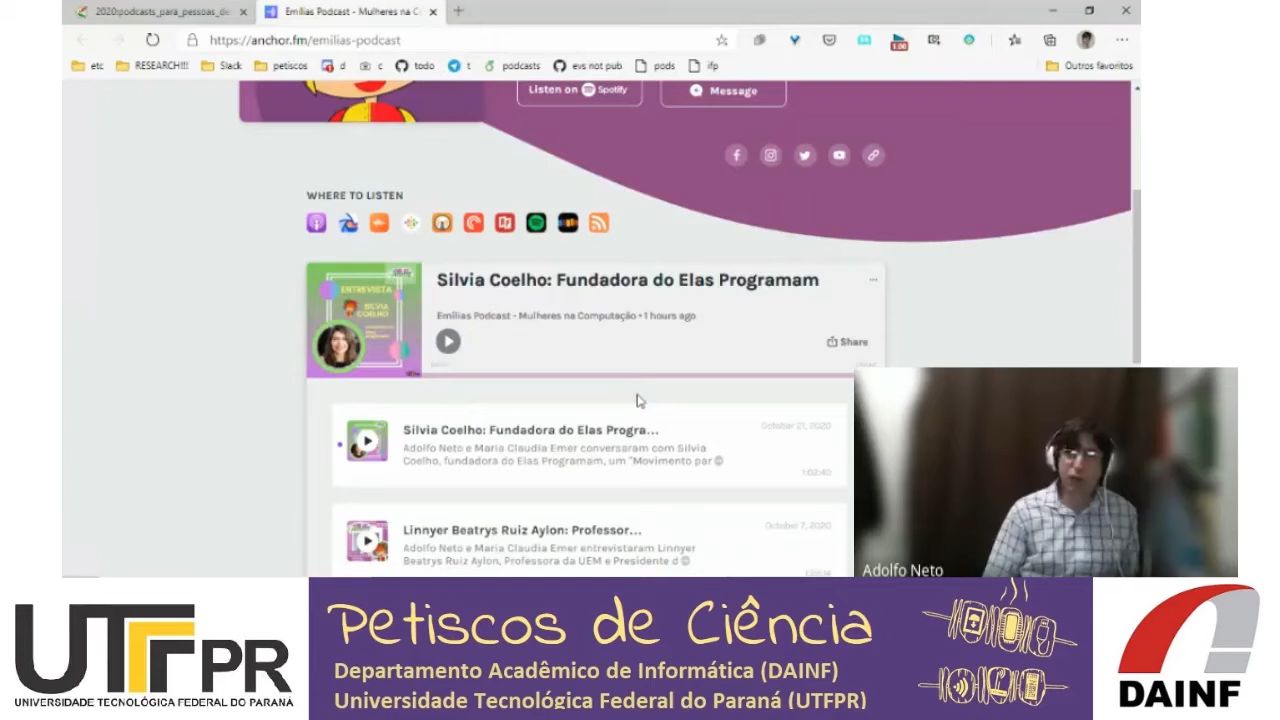 2020:podcasts_para_pessoas_de
Emílias Podcast - Mulheres na C
https://anchor.fm/emilias-podcast
1.00
etc
RESEARCH!!!
Slack
petiscos
d
c
todo
t
podcasts
evs not pub
pods
ifp
Outros favoritos
Listen on Spotify
Message
WHERE TO LISTEN
ENTREVISTA
SILVIA
COELHO
Silvia Coelho: Fundadora do Elas Programam
Emílias Podcast - Mulheres na Computação • 1 hours ago
Share
Silvia Coelho: Fundadora do Elas Progra...
October 21, 2020
Adolfo Neto e Maria Claudia Emer conversaram com Silvia
Coelho, fundadora do Elas Programam, um "Movimento par
1:02:40
Linnyer Beatrys Ruiz Aylon: Professor...
October 7, 2020
Adolfo Neto e Maria Claudia Emer entrevistaram Linnyer
Beatrys Ruiz Aylon, Professora da UEM e Presidente d
Adolfo Neto
UTFPR
UNIVERSIDADE TECNOLÓGICA FEDERAL DO PARANÁ
Petiscos de Ciência
Departamento Acadêmico de Informática (DAINF)
Universidade Tecnológica Federal do Paraná (UTFPR)
DAINF